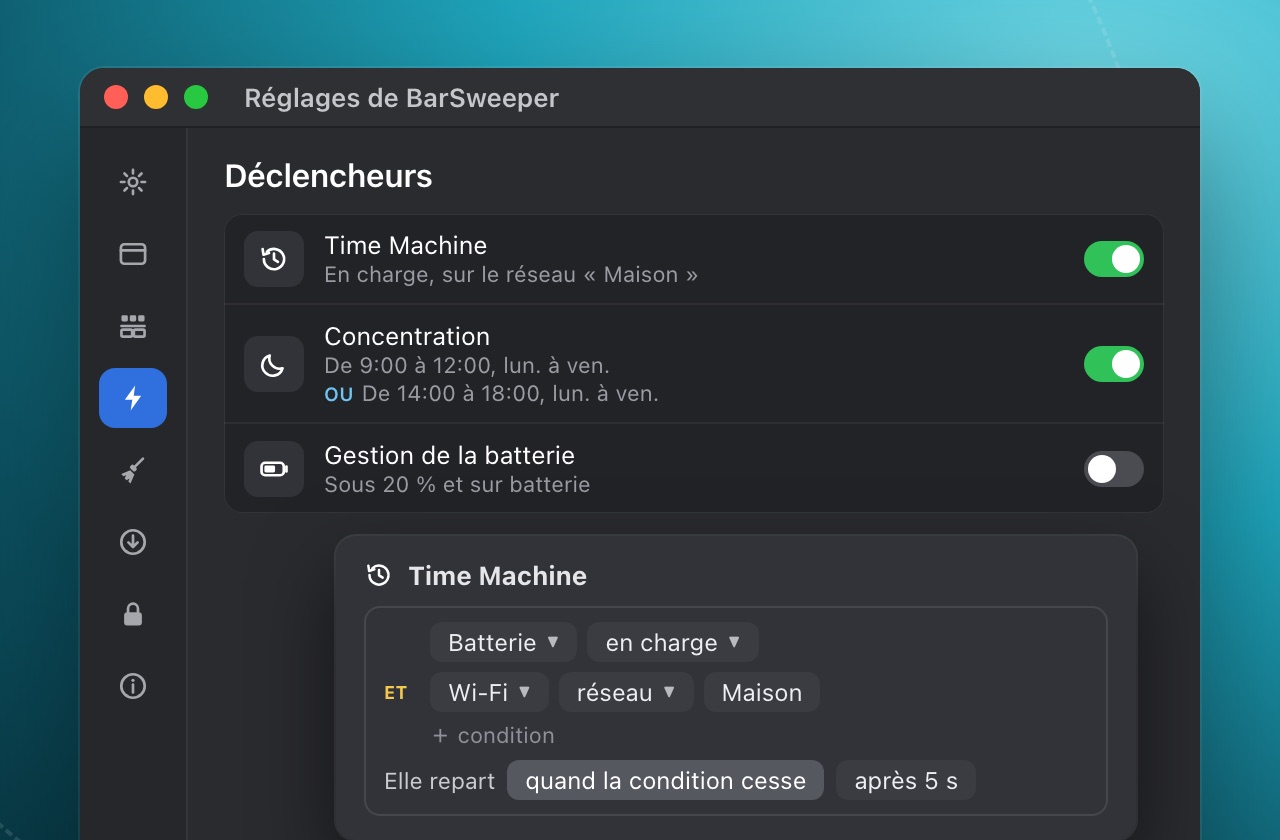 Réglages de BarSweeper
Déclencheurs
Time Machine
En charge, sur le réseau « Maison »
Concentration
De 9:00 à 12:00, lun. à ven.
OU De 14:00 à 18:00, lun. à ven.
Gestion de la batterie
Sous 20 % et sur batterie
Time Machine
Batterie ▼ en charge ▼
ET Wi-Fi ▼ réseau ▼ Maison
+ condition
Elle repart quand la condition cesse après 5 s